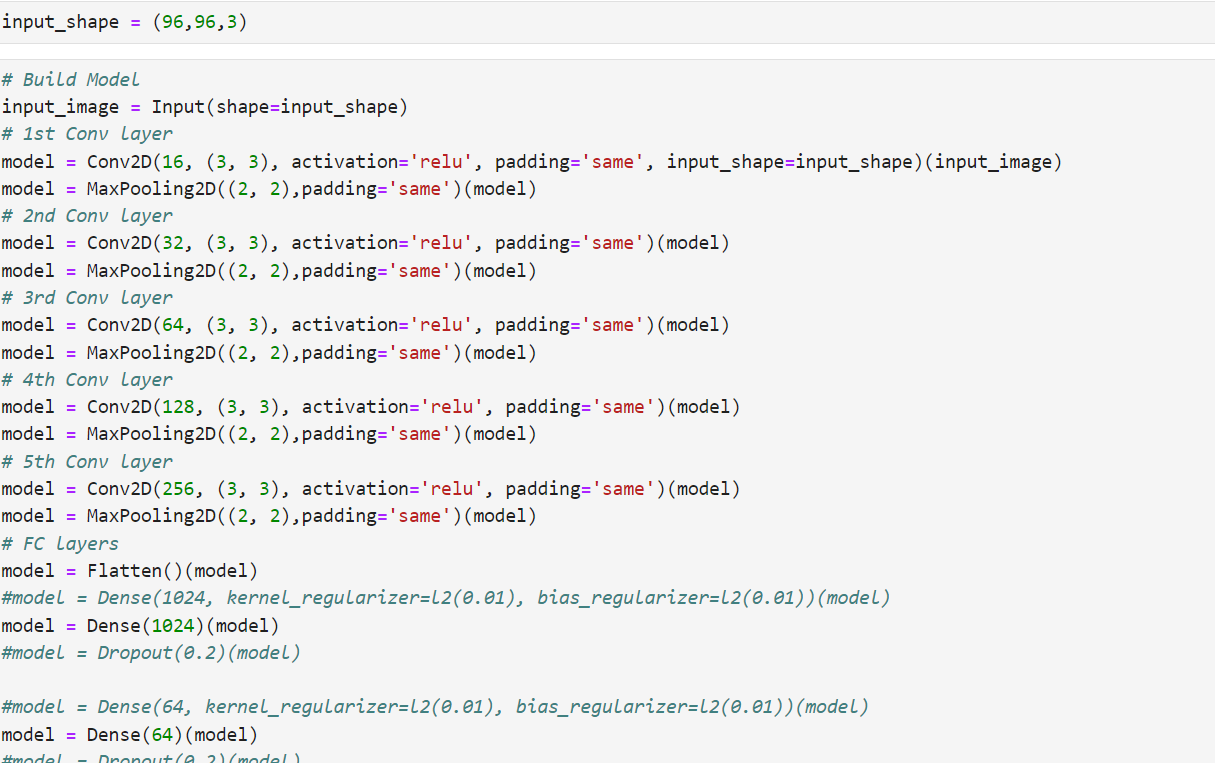 input_shape = (96,96,3)
# Build Model
input_image = Input(shape=input_shape)
# 1st Conv layer
model = Conv2D(16, (3, 3), activation='relu', padding='same', input_shape=input_shape)(input_image)
model = MaxPooling2D((2, 2),padding='same')(model)
# 2nd Conv layer
model = Conv2D(32, (3, 3), activation='relu', padding='same')(model)
model = MaxPooling2D((2, 2),padding='same')(model)
# 3rd Conv layer
model = Conv2D(64, (3, 3), activation='relu', padding='same')(model)
model = MaxPooling2D((2, 2),padding='same')(model)
# 4th Conv layer
model = Conv2D(128, (3, 3), activation='relu', padding='same')(model)
model = MaxPooling2D((2, 2),padding='same')(model)
# 5th Conv layer
model = Conv2D(256, (3, 3), activation='relu', padding='same')(model)
model = MaxPooling2D((2, 2),padding='same')(model)
# FC layers
model = Flatten()(model)
#model = Dense(1024, kernel_regularizer=l2(0.01), bias_regularizer=l2(0.01))(model)
model = Dense(1024)(model)
#model = Dropout(0.2)(model)
#model = Dense(64, kernel_regularizer=l2(0.01), bias_regularizer=l2(0.01))(model)
model = Dense(64)(model)
#model = Dropout(0.2)(model)